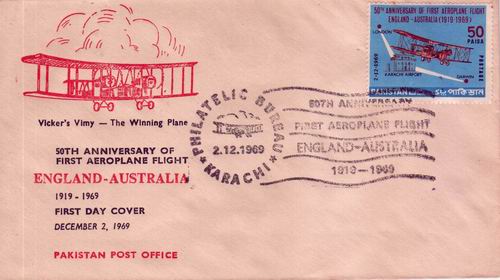 Vicker's Vimy — The Winning Plane
50TH ANNIVERSARY OF
FIRST AEROPLANE FLIGHT
ENGLAND-AUSTRALIA
1919 - 1969
FIRST DAY COVER
DECEMBER 2, 1969
PAKISTAN POST OFFICE
PHILATELIC BUREAU
2.12.1969
KARACHI
50TH ANNIVERSARY
FIRST AEROPLANE FLIGHT
ENGLAND-AUSTRALIA
1919-1969
50TH ANNIVERSARY OF FIRST AEROPLANE FLIGHT
ENGLAND-AUSTRALIA (1919-1969)
LONDON
50
PAISA
2-12-1969
POSTAGE
KARACHI AIRPORT
DARWIN
PAKISTAN
পাকিস্তান